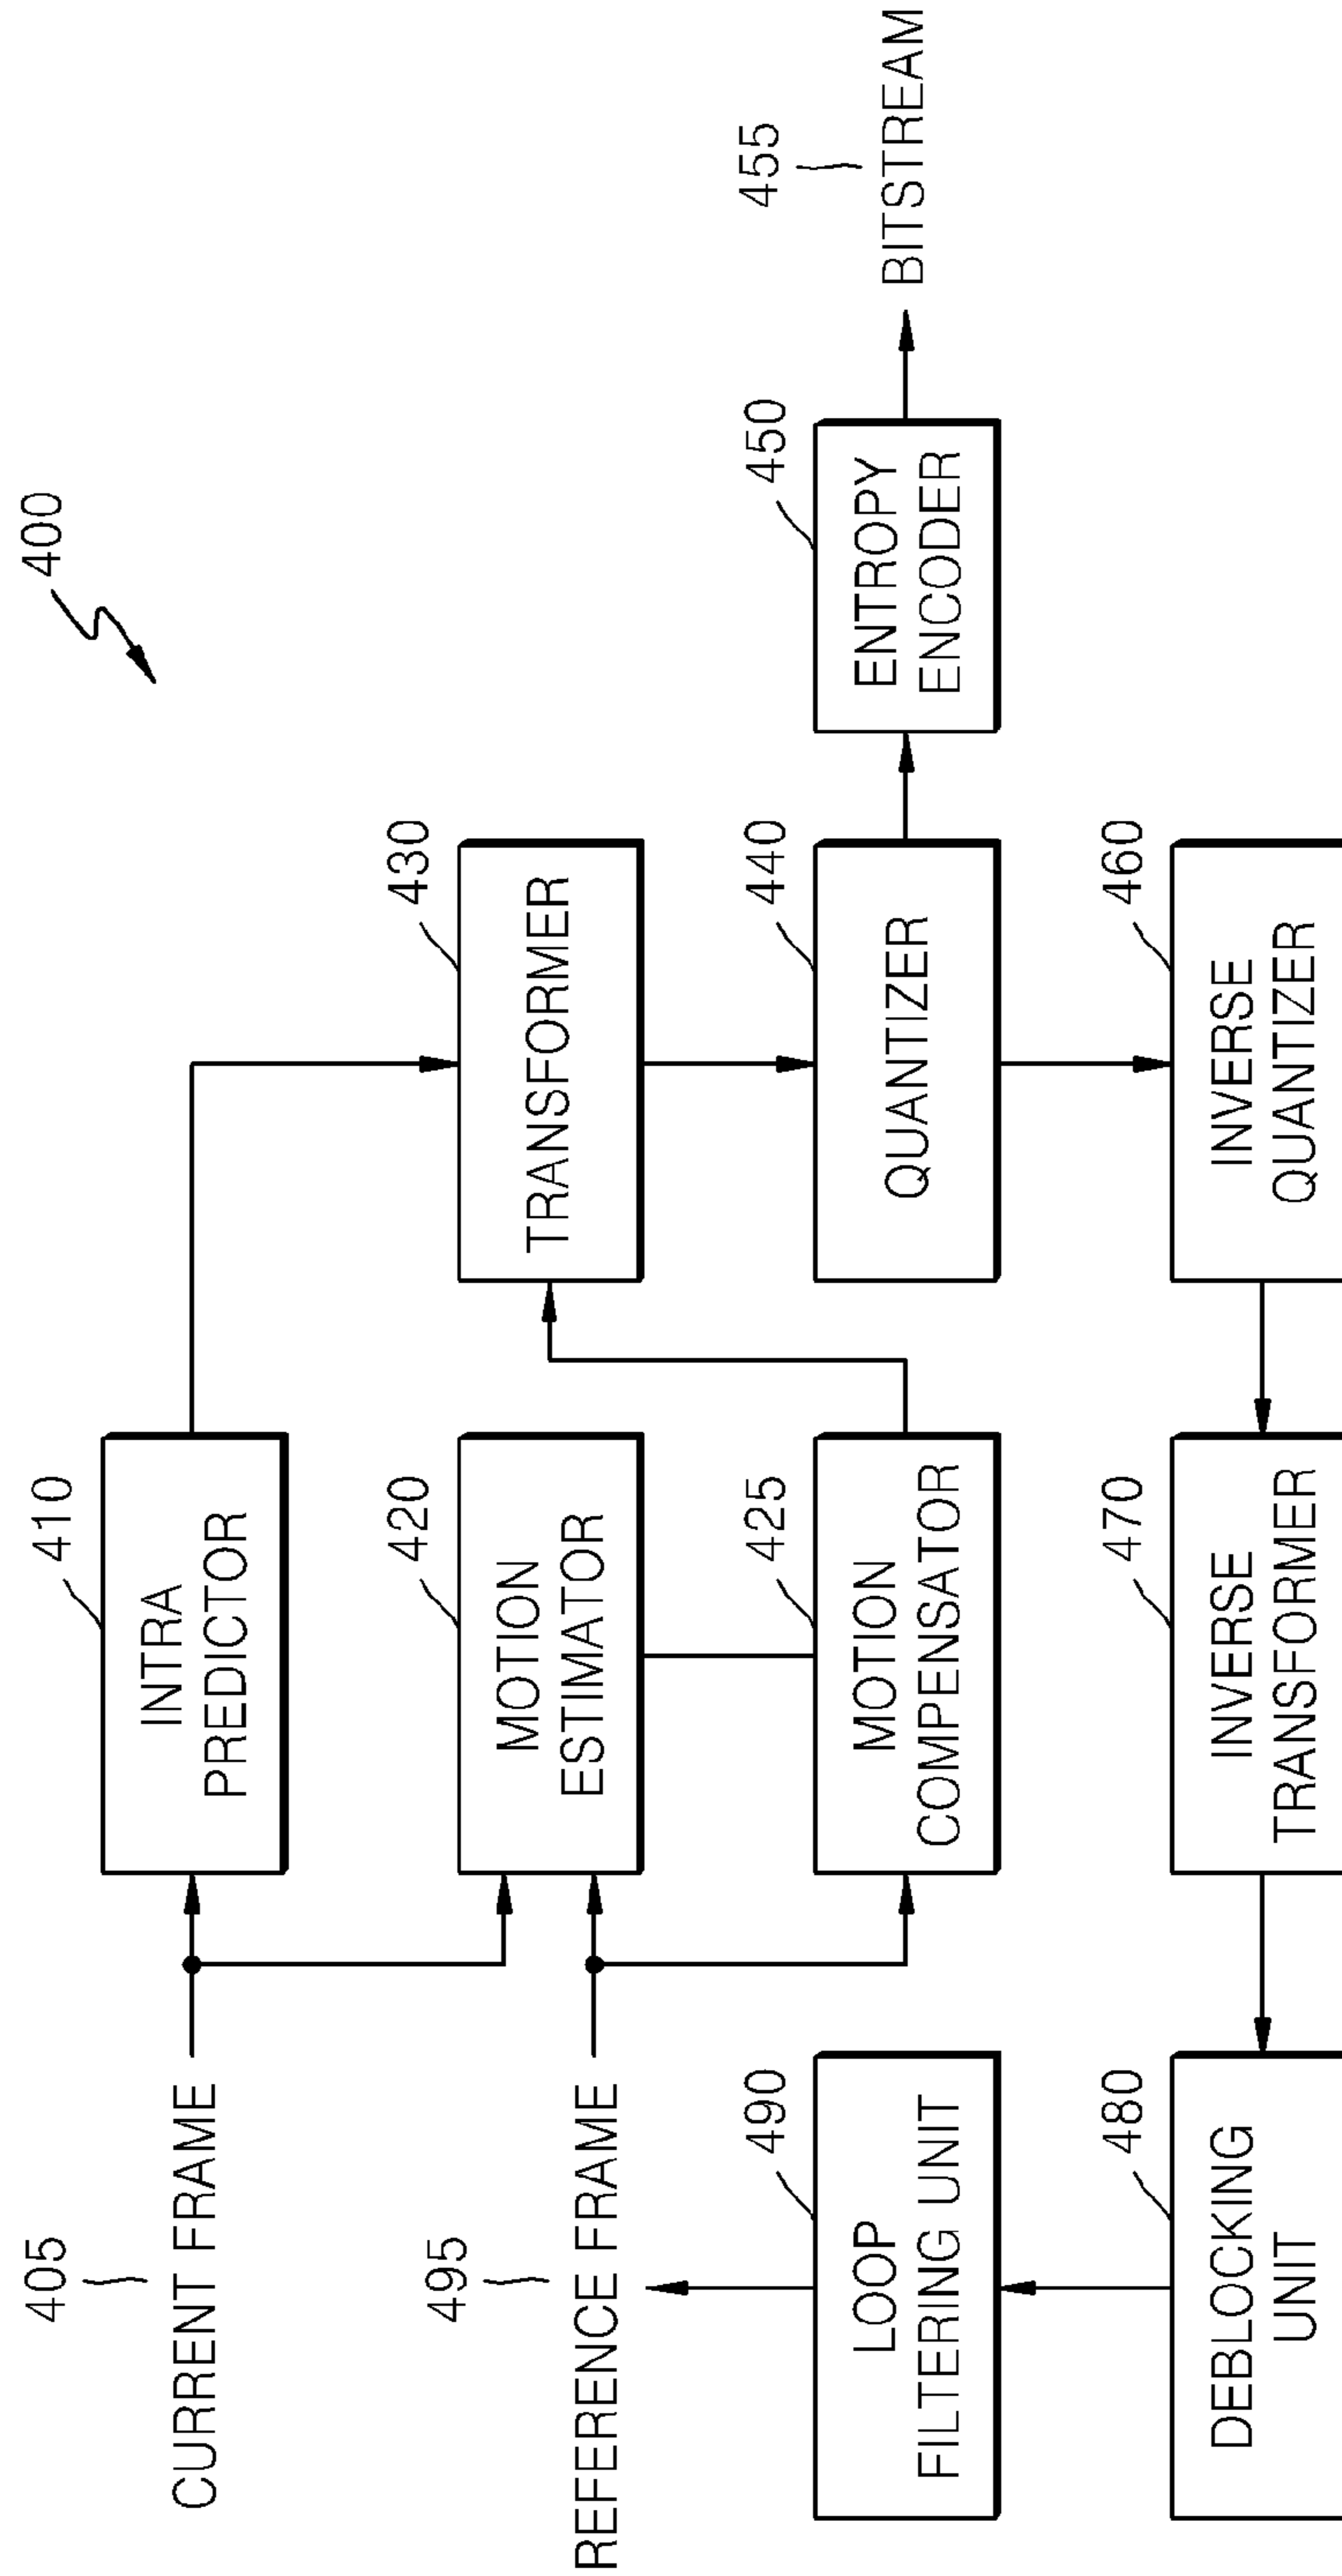 400
405
CURRENT FRAME
410
INTRA
PREDICTOR
495
REFERENCE FRAME
420
MOTION
ESTIMATOR
430
TRANSFORMER
490
LOOP
FILTERING UNIT
425
MOTION
COMPENSATOR
440
QUANTIZER
450
ENTROPY
ENCODER
455
BITSTREAM
480
DEBLOCKING
UNIT
470
INVERSE
TRANSFORMER
460
INVERSE
QUANTIZER